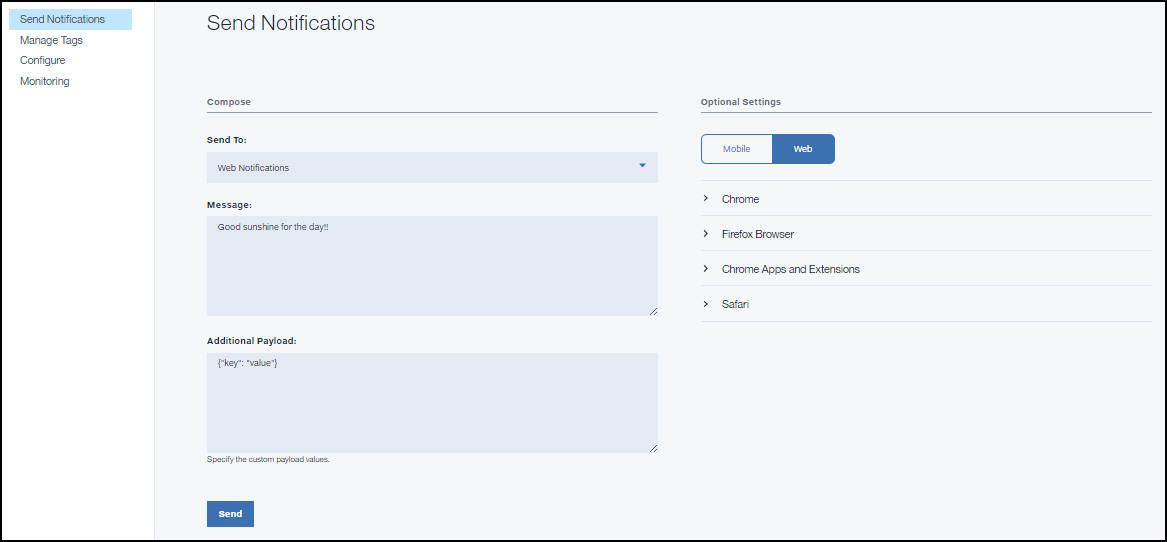 Send Notifications
Manage Tags
Configure
Monitoring
Send Notifications
Compose
Send To:
Web Notifications
Message:
Good sunshine for the day!!
Additional Payload:
{"key": "value"}
Specify the custom payload values.
Send
Optional Settings
Mobile
Web
Chrome
Firefox Browser
Chrome Apps and Extensions
Safari